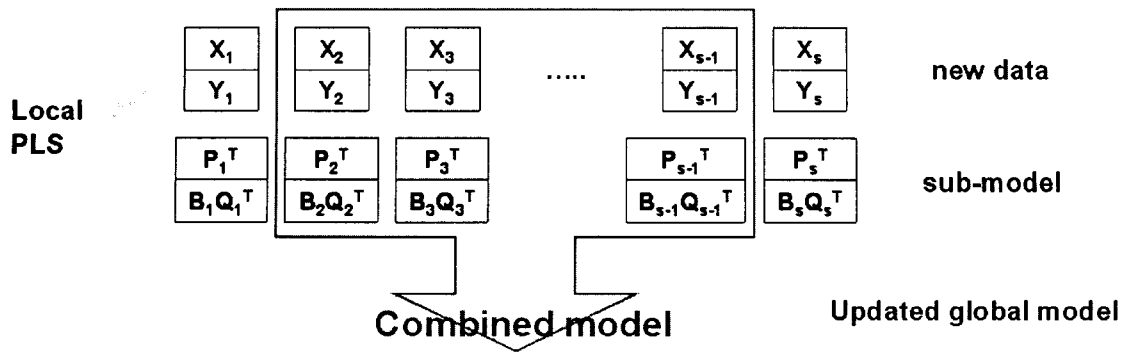 X₁ X₂ X₃ ..... Xₛ₋₁ Xₛ new data
Y₁ Y₂ Y₃ Yₛ₋₁ Yₛ
Local
PLS
P₁ᵀ P₂ᵀ P₃ᵀ Pₛ₋₁ᵀ Pₛᵀ sub-model
B₁Q₁ᵀ B₂Q₂ᵀ B₃Q₃ᵀ Bₛ₋₁Qₛ₋₁ᵀ BₛQₛᵀ
Combined model
Updated global model